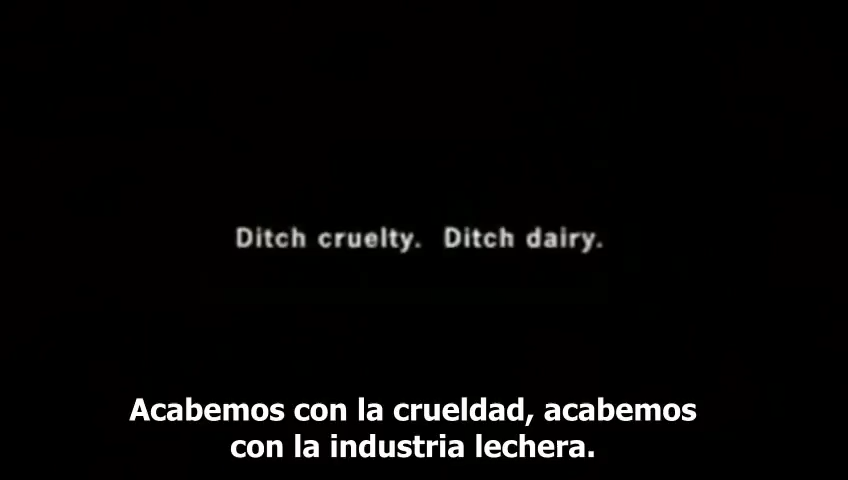 Ditch cruelty. Ditch dairy.
Acabemos con la crueldad, acabemos
con la industria lechera.